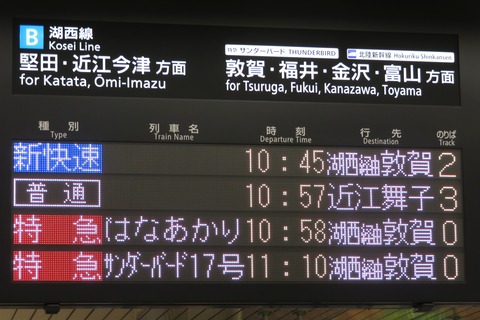 B 湖西線
Kosei Line
堅田・近江今津 方面
for Katata, Ōmi-Imazu
特急 サンダーバード THUNDERBIRD 北陸新幹線 Hokuriku Shinkansen
敦賀・福井・金沢・富山 方面
for Tsuruga, Fukui, Kanazawa, Toyama
種別 列車名 時刻 行先 のりば
Type Train Name Departure Time Destination Track
新快速 10:45 湖西線経由 敦賀 2
普通 10:57 近江舞子 3
特急 はなあかり 10:58 湖西線経由 敦賀 0
特急 サンダーバード17号 11:10 湖西線経由 敦賀 0